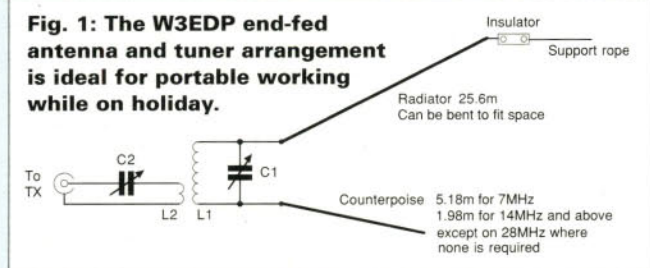 Fig. 1: The W3EDP end-fed
antenna and tuner arrangement
is ideal for portable working
while on holiday.
Insulator
Support rope
Radiator 25.6m
Can be bent to fit space
C2
C1
To
TX
L2
L1
Counterpoise 5.18m for 7MHz
1.98m for 14MHz and above
except on 28MHz where
none is required